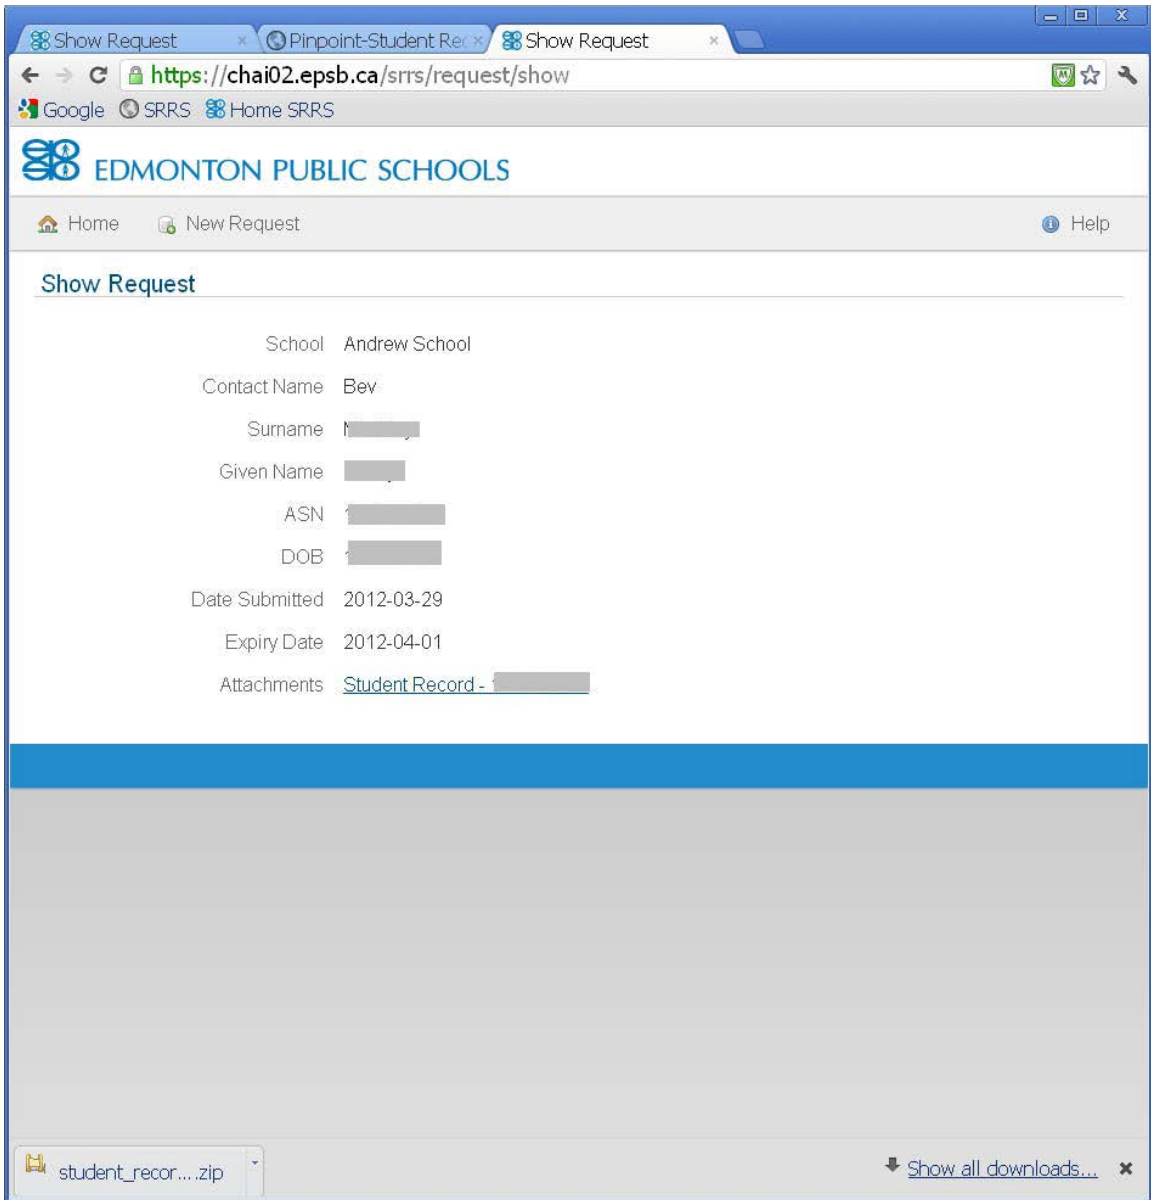 Show Request Pinpoint-Student Rec Show Request
https://chai02.epsb.ca/srrs/request/show
Google SRRS Home SRRS
EDMONTON PUBLIC SCHOOLS
Home New Request Help
Show Request
School Andrew School
Contact Name Bev
Surname
Given Name
ASN
DOB
Date Submitted 2012-03-29
Expiry Date 2012-04-01
Attachments Student Record -
student_recor....zip Show all downloads...